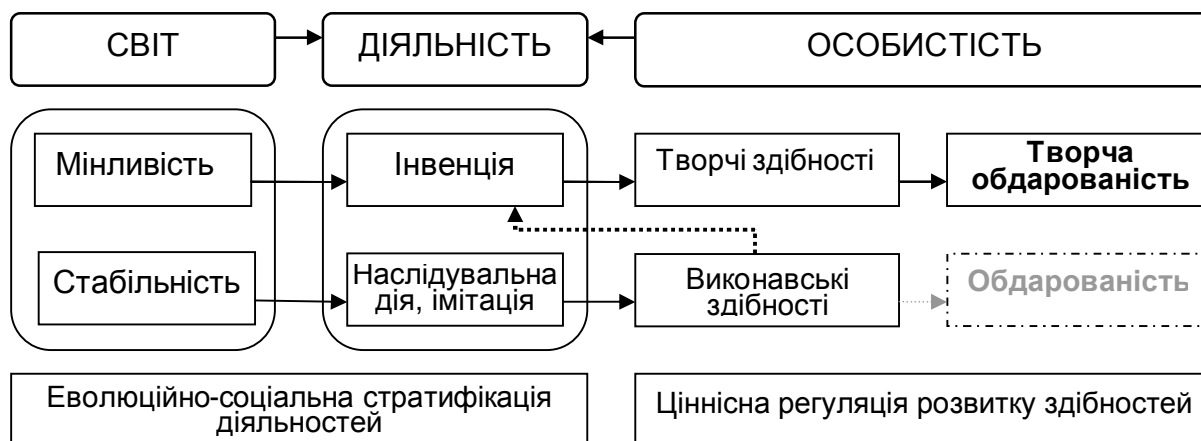 СВІТ
ДІЯЛЬНІСТЬ
ОСОБИСТІСТЬ
Мінливість
Інвенція
Творчі здібності
Творча
обдарованість
Стабільність
Наслідувальна
дія, імітація
Виконавські
здібності
Обдарованість
Еволюційно-соціальна стратифікація
діяльностей
Ціннісна регуляція розвитку здібностей